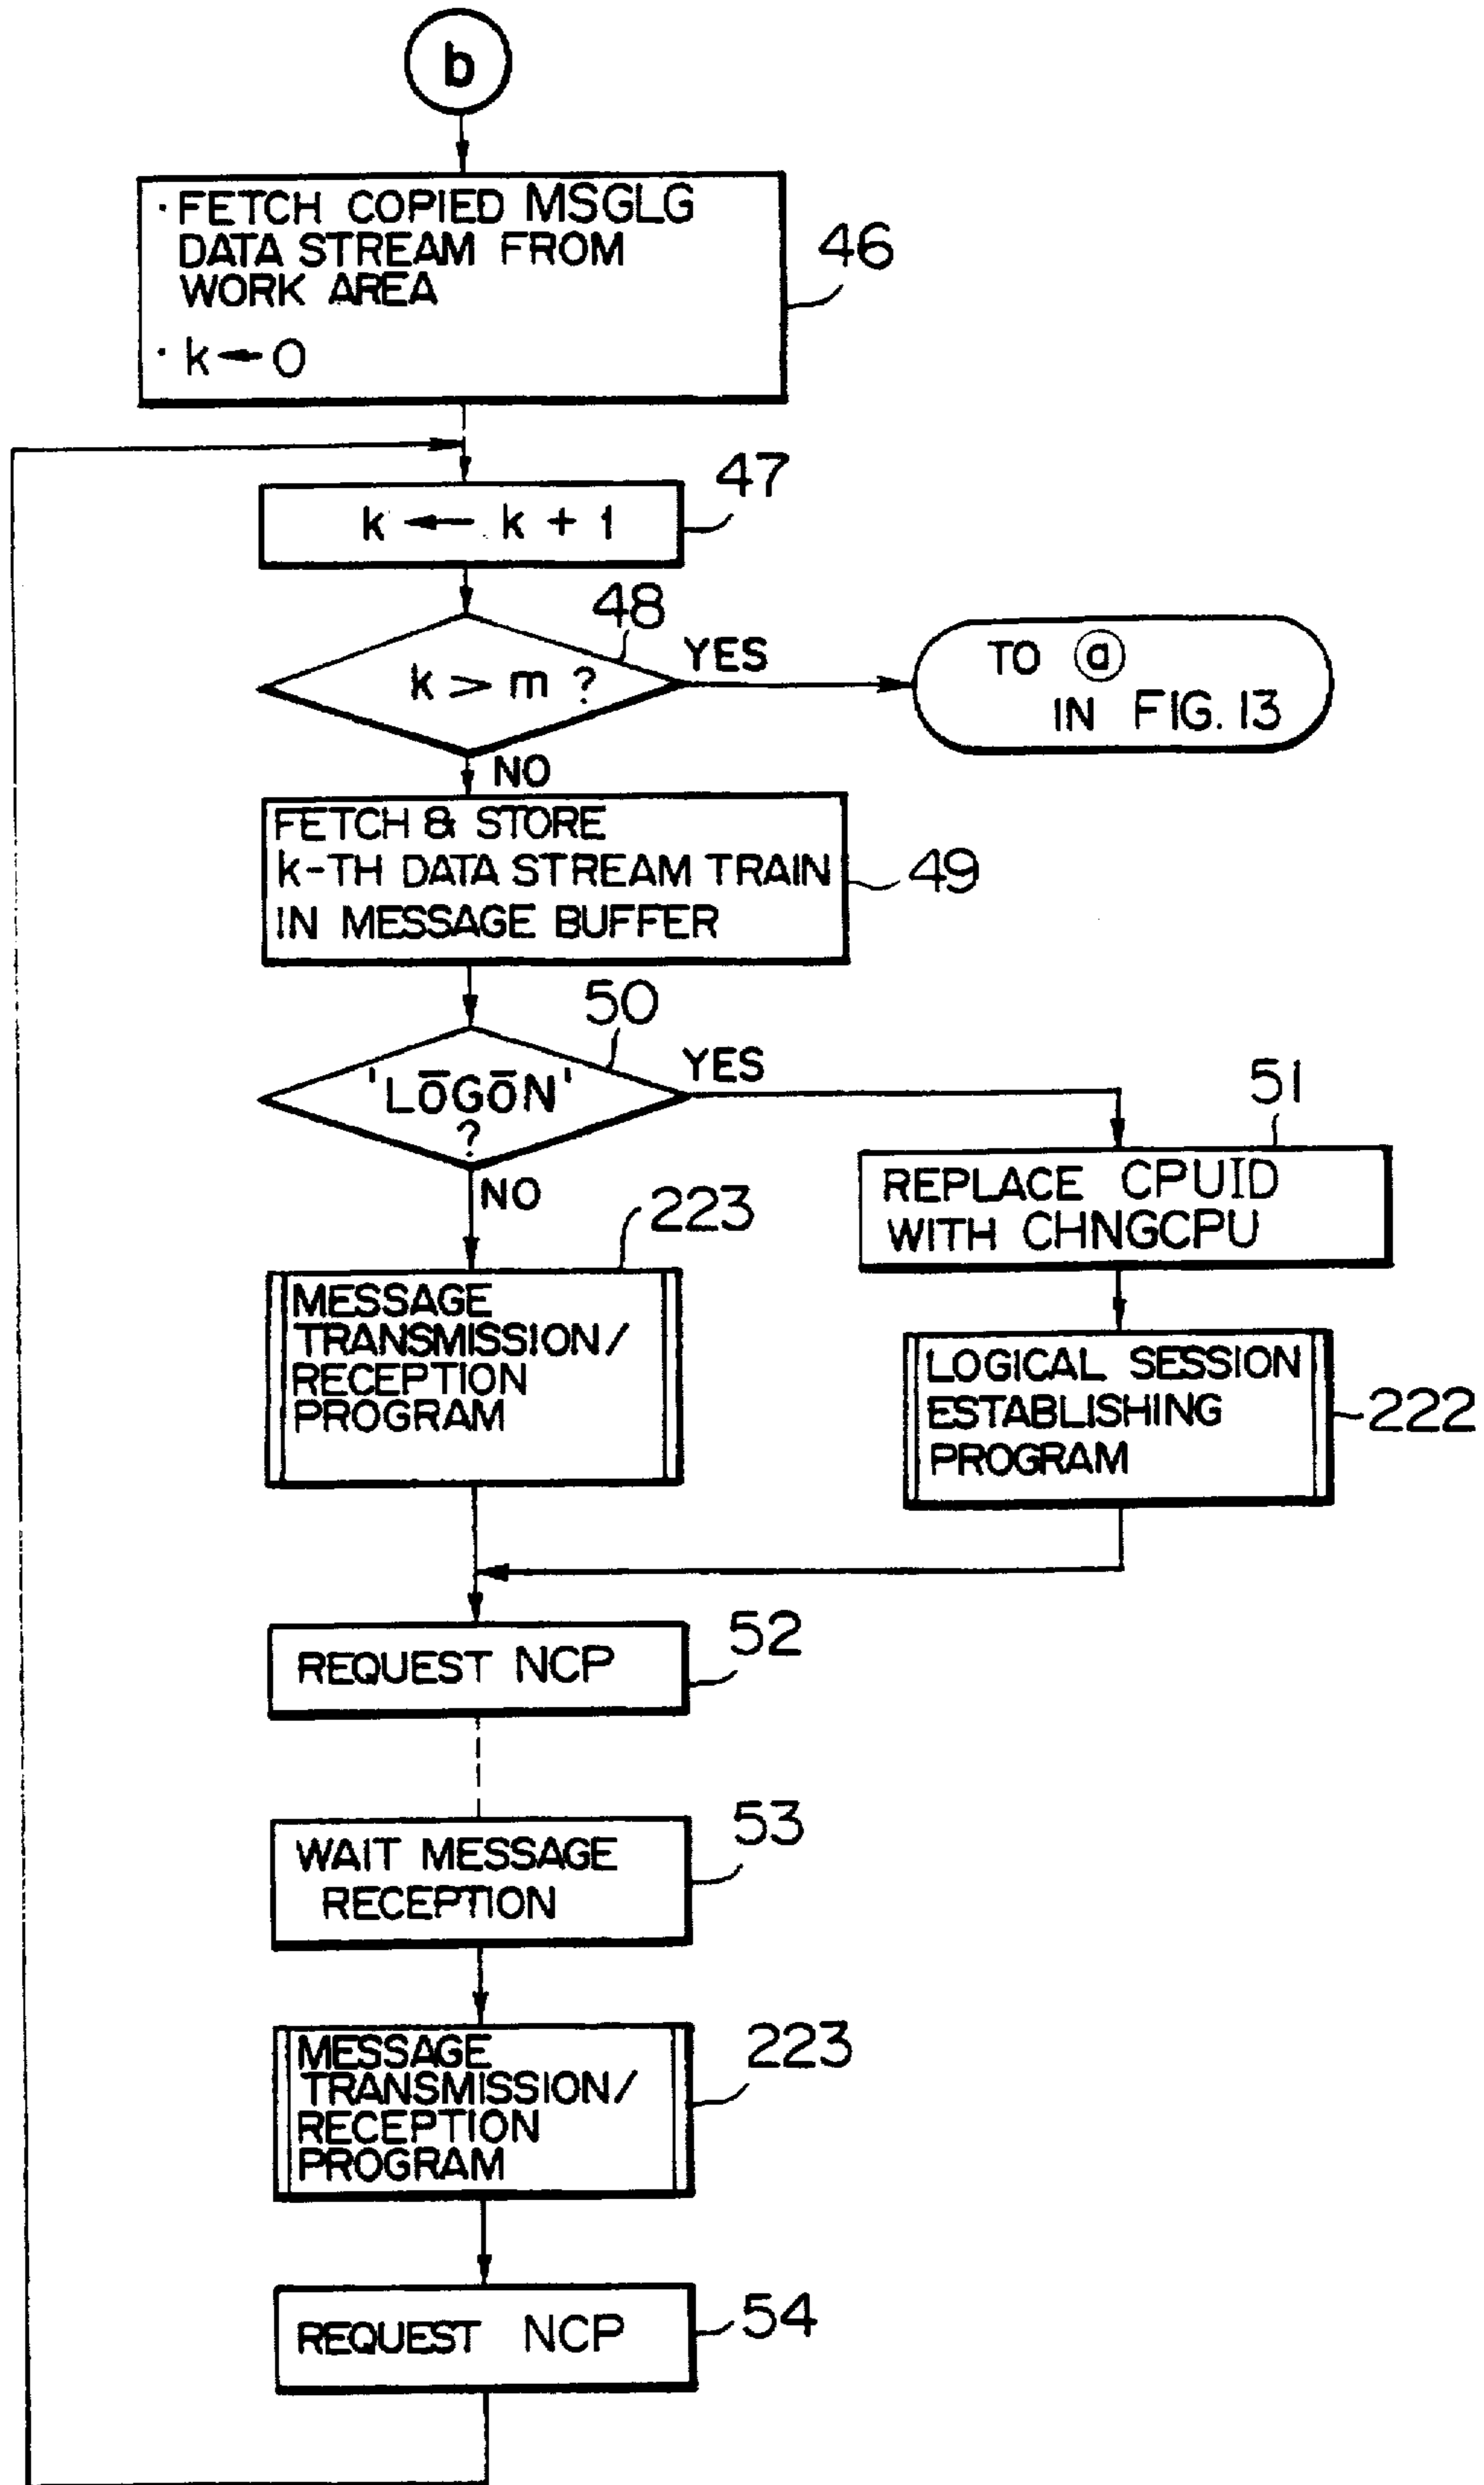 b
· FETCH COPIED MSGLG
DATA STREAM FROM
WORK AREA
· k ← 0
46
47
k ← k + 1
48
k > m ?
YES
TO ⓐ
IN FIG. 13
NO
FETCH & STORE
k-TH DATA STREAM TRAIN
IN MESSAGE BUFFER
49
50
'LŌGŌN'
?
YES
51
REPLACE CPUID
WITH CHNGCPU
NO
223
MESSAGE
TRANSMISSION/
RECEPTION
PROGRAM
LOGICAL SESSION
ESTABLISHING
PROGRAM
222
REQUEST NCP
52
WAIT MESSAGE
RECEPTION
53
MESSAGE
TRANSMISSION/
RECEPTION
PROGRAM
223
REQUEST NCP
54